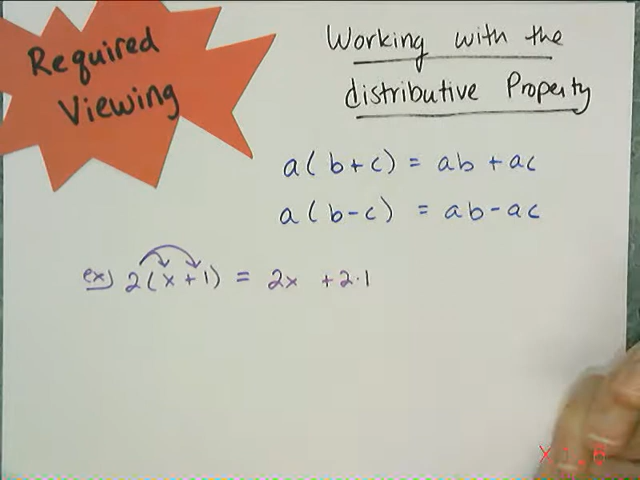 Required
Viewing
Working with the
distributive Property
a(b+c) = ab + ac
a(b-c) = ab - ac
ex) 2(x+1) = 2x +2·1